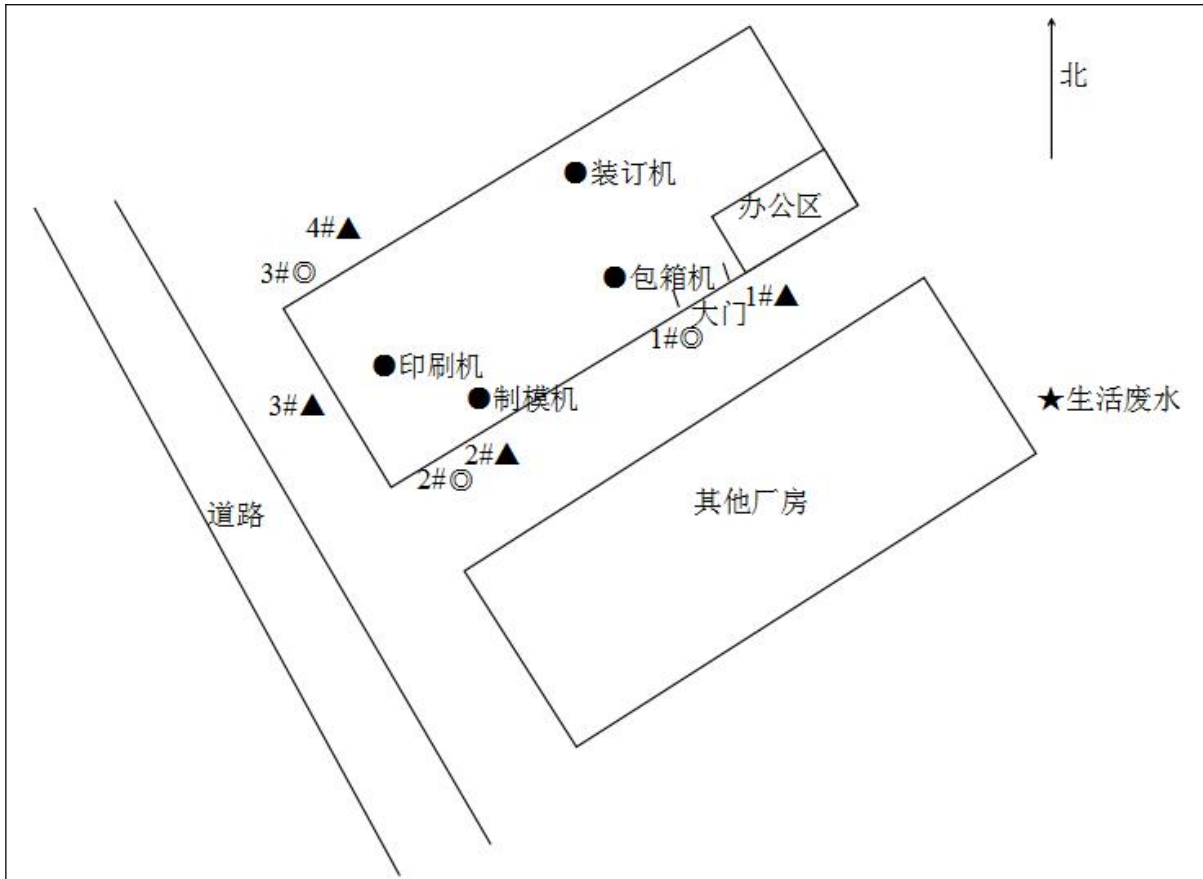 北
●装订机
办公区
4#▲
3#◎
●包箱机
1#▲
大门
1#◎
●印刷机
●制模机
3#▲
★生活废水
2#▲
2#◎
其他厂房
道路